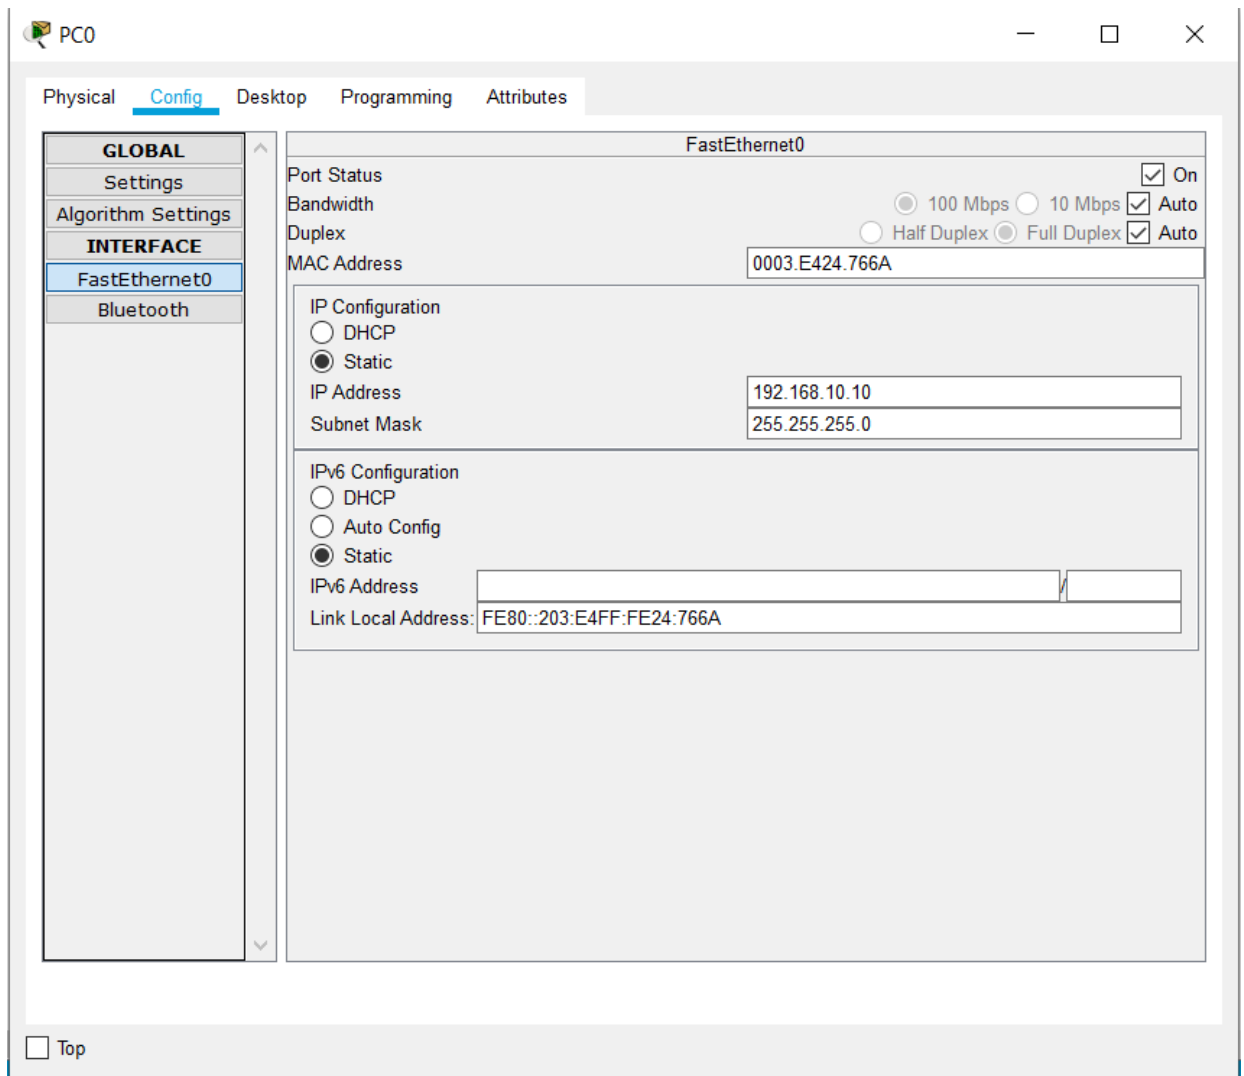 PC0
Physical Config Desktop Programming Attributes
GLOBAL
Settings
Algorithm Settings
INTERFACE
FastEthernet0
Bluetooth
FastEthernet0
Port Status On
Bandwidth 100 Mbps 10 Mbps Auto
Duplex Half Duplex Full Duplex Auto
MAC Address 0003.E424.766A
IP Configuration
DHCP
Static
IP Address 192.168.10.10
Subnet Mask 255.255.255.0
IPv6 Configuration
DHCP
Auto Config
Static
IPv6 Address /
Link Local Address: FE80::203:E4FF:FE24:766A
Top